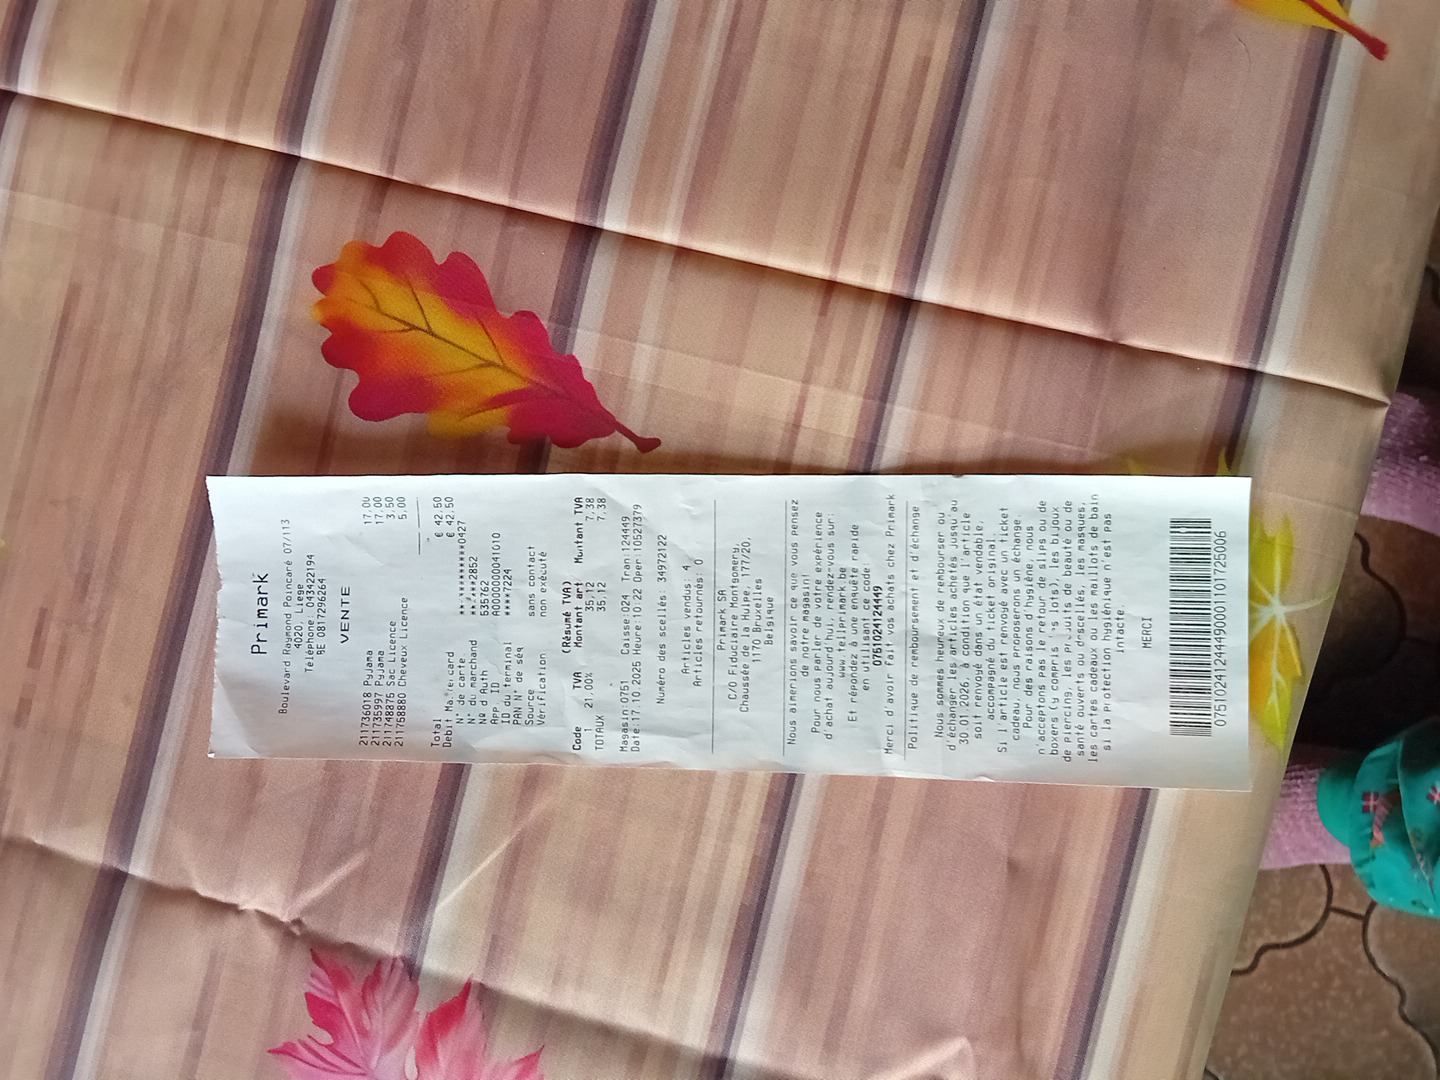 Primark
Boulevard Raymond Poincaré 07/113
4020, Liege
Téléphone 043622194
BE 0817296264
VENTE
211736018 Pyjama 17,00
211735997 Pyjama 17,00
211748375 Sac Licence 3,50
211758880 Cheveux Licence 5,00
Total € 42,50
Debit Mastercard € 42,50
N° de carte ************0427
N° du marchand **/***2852
N° d'Auth 535762
App. ID A0000000041010
ID du terminal ****7224
PAN N° de séq
Source sans contact
Vérification non exécuté
(Résumé TVA)
Code TVA Montant art Montant TVA
1 21,00% 35,12 7,38
TOTAUX 35,12 7,38
Magasin:0751 Caisse:024 Tran:124449
Date:17.10.2025 Heure:10:22 Oper:10527379
Numéro des scellés: 34972122
Articles vendus: 4
Articles retournés: 0
Primark SA
C/O Fiduciaire Montgomery,
Chaussée de la Hulpe, 177/20,
1170 Bruxelles
Belgique
Nous aimerions savoir ce que vous pensez
de notre magasin!
Pour nous parler de votre expérience
d'achat aujourd'hui, rendez-vous sur:
www.tellprimark.be
Et répondez à une enquête rapide
en utilisant ce code:
075102412444​9
Merci d'avoir fait vos achats chez Primark
Politique de remboursement et d'échange
Nous sommes heureux de rembourser ou
d'échanger les articles achetés jusqu'au
30.01.2026, à condition que l'article
soit renvoyé dans un état vendable,
accompagné du ticket original.
Si l'article est renvoyé avec un ticket
cadeau, nous proposerons un échange.
Pour des raisons d'hygiène, nous
n'acceptons pas le retour de slips ou de
boxers (y compris les lots), les bijoux
de piercing, les produits de beauté ou de
santé ouverts ou descellés, les masques,
les cartes cadeaux ou les maillots de bain
si la protection hygiénique n'est pas
intacte.
MERCI
0751024124449000110172​5006